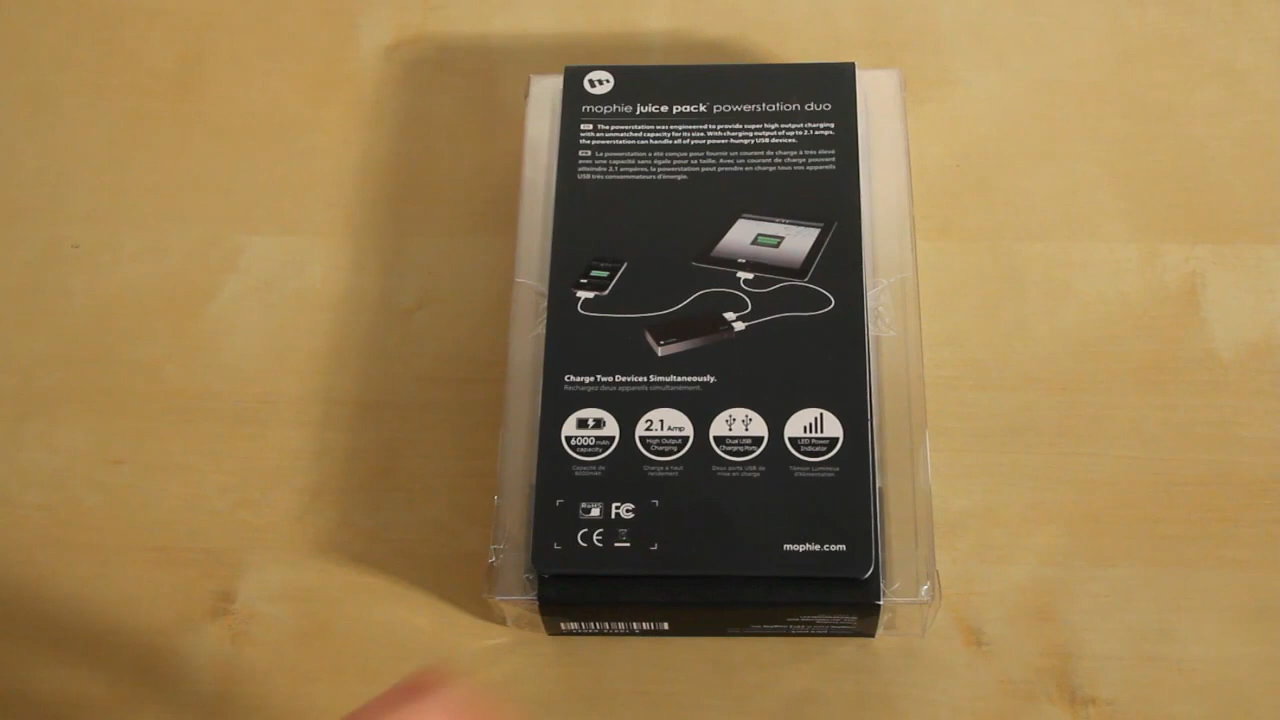 mophie juice pack powerstation duo
EN The powerstation was engineered to provide super high output charging
with an unmatched capacity for its size. With charging output of up to 2.1 amps,
the powerstation can handle all of your power-hungry USB devices.
FR La powerstation a été conçue pour fournir un courant de charge à très élevé
avec une capacité sans égale pour sa taille. Avec un courant de charge pouvant
atteindre 2.1 ampères, la powerstation peut prendre en charge tous vos appareils
USB très consommateurs d'énergie.
Charge Two Devices Simultaneously.
Rechargez deux appareils simultanément.
6000 mAh
capacity
2.1 Amp
High Output
Charging
Dual USB
Charging Ports
LED Power
Indicator
Capacité de
6000mAh
Charge à haut
rendement
Deux ports USB de
mise en charge
Témoin Lumineux
d'Alimentation
RoHS
FC
CE
mophie.com